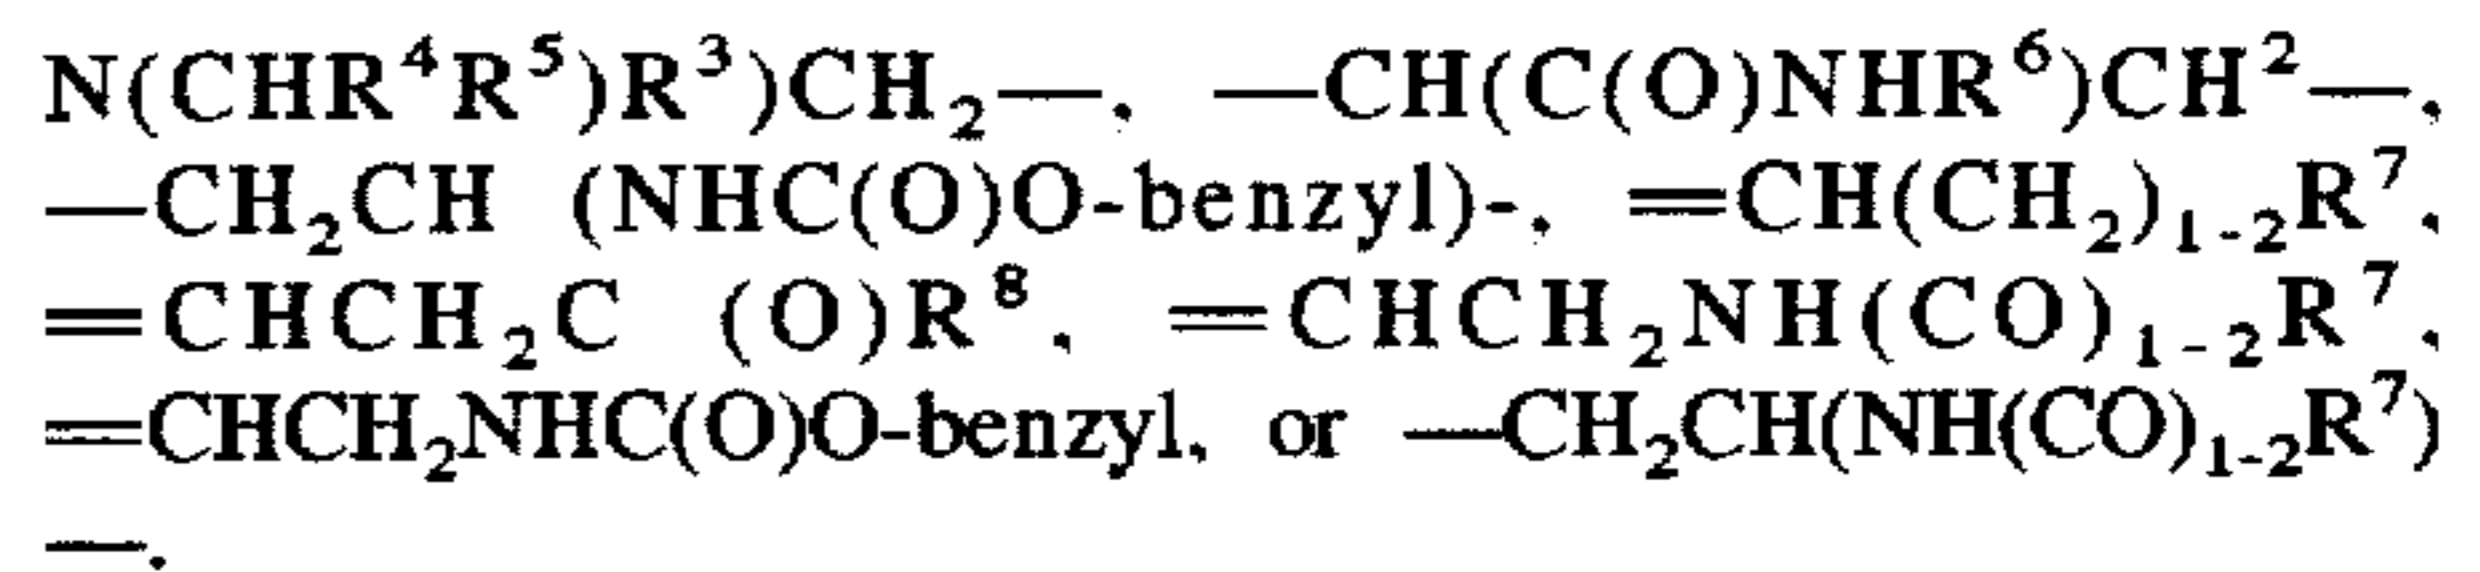 N(CHR⁴R⁵)R³)CH₂—, —CH(C(O)NHR⁶)CH²—,
—CH₂CH (NHC(O)O-benzyl)-, =CH(CH₂)₁₋₂R⁷,
=CHCH₂C (O)R⁸, =CHCH₂NH(CO)₁₋₂R⁷,
=CHCH₂NHC(O)O-benzyl, or —CH₂CH(NH(CO)₁₋₂R⁷)
—.